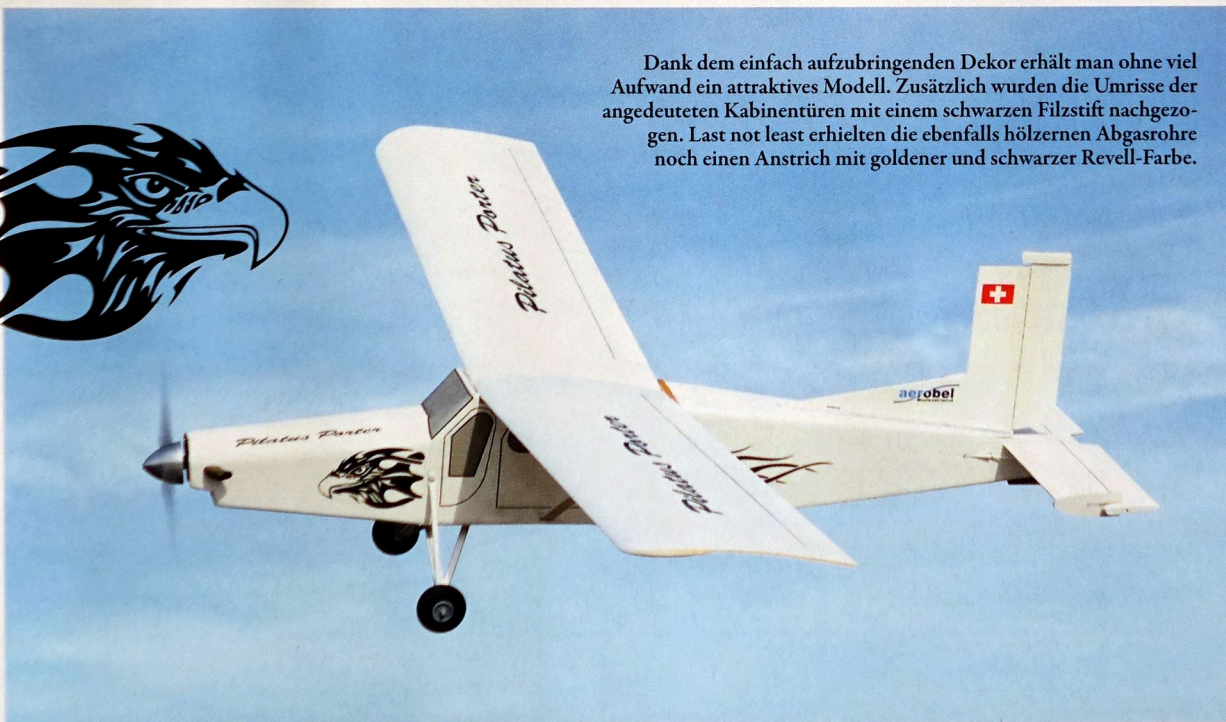 Dank dem einfach aufzubringenden Dekor erhält man ohne viel
Aufwand ein attraktives Modell. Zusätzlich wurden die Umrisse der
angedeuteten Kabinentüren mit einem schwarzen Filzstift nachgezo-
gen. Last not least erhielten die ebenfalls hölzernen Abgasrohre
noch einen Anstrich mit goldener und schwarzer Revell-Farbe.
Pilatus Porter
aerobel
Pilatus Porter
Pilatus Porter